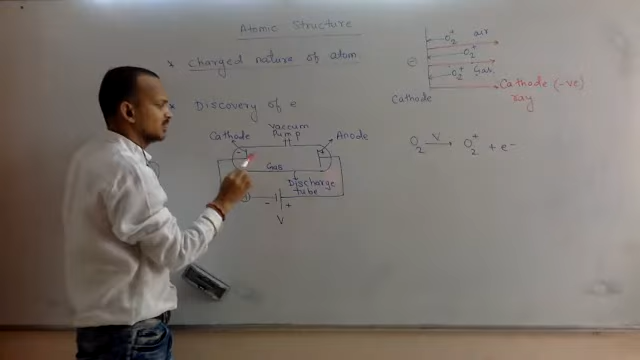 Atomic Structure
* Charged nature of atom
* Discovery of e
Vaccum
Pump
Cathode
Anode
-
+
Gas
Discharge
tube
- +
V
air
O2+
O2+
O2+ Gas
e
Cathode (-ve)
ray
Cathode
O2 V→ O2+ + e-